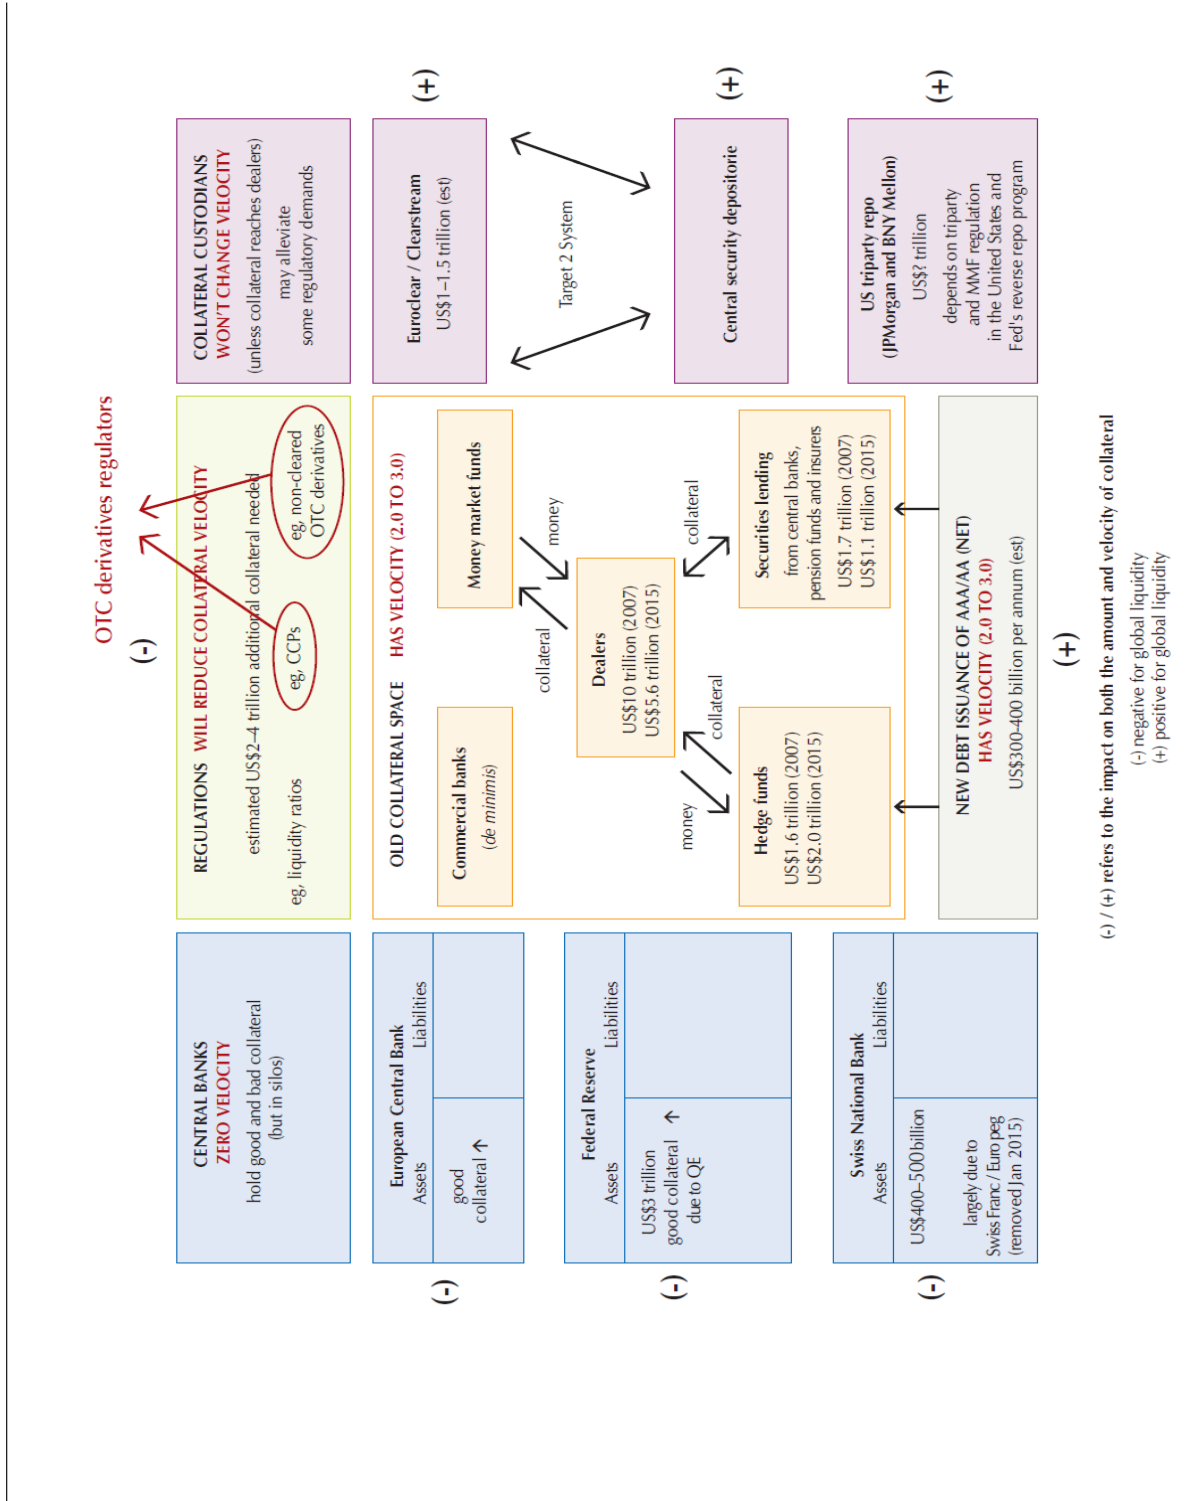 OTC derivatives regulators
(-)
CENTRAL BANKS
ZERO VELOCITY
hold good and bad collateral
(but in silos)
REGULATIONS WILL REDUCE COLLATERAL VELOCITY
estimated US$2–4 trillion additional collateral needed
eg, liquidity ratios
eg, CCPs
eg, non-cleared
OTC derivatives
COLLATERAL CUSTODIANS
WON'T CHANGE VELOCITY
(unless collateral reaches dealers)
may alleviate
some regulatory demands
(-)
European Central Bank
Assets Liabilities
good
collateral ↑
(-)
Federal Reserve
Assets Liabilities
US$3 trillion
good collateral ↑
due to QE
(-)
Swiss National Bank
Assets Liabilities
US$400–500billion
largely due to
Swiss Franc / Euro peg
(removed Jan 2015)
OLD COLLATERAL SPACE HAS VELOCITY (2.0 TO 3.0)
Commercial banks
(de minimis)
Money market funds
collateral
money
Dealers
US$10 trillion (2007)
US$5.6 trillion (2015)
money
collateral
collateral
Hedge funds
US$1.6 trillion (2007)
US$2.0 trillion (2015)
Securities lending
from central banks,
pension funds and insurers
US$1.7 trillion (2007)
US$1.1 trillion (2015)
NEW DEBT ISSUANCE OF AAA/AA (NET)
HAS VELOCITY (2.0 TO 3.0)
US$300-400 billion per annum (est)
(+)
Euroclear / Clearstream
US$1–1.5 trillion (est)
(+)
Target 2 System
Central security depositorie
(+)
US triparty repo
(JPMorgan and BNY Mellon)
US$? trillion
depends on triparty
and MMF regulation
in the United States and
Fed's reverse repo program
(+)
(-) / (+) refers to the impact on both the amount and velocity of collateral
(-) negative for global liquidity
(+) positive for global liquidity